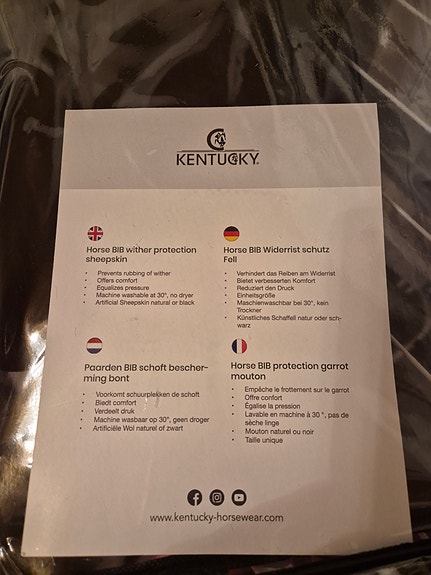 KENTUCKY®
Horse BIB wither protection
sheepskin
• Prevents rubbing of wither
• Offers comfort
• Equalizes pressure
• Machine washable at 30°, no dryer
• Artificial Sheepskin natural or black
Horse BIB Widerrist schutz
Fell
• Verhindert das Reiben am Widerrist
• Bietet verbesserten Komfort
• Reduziert den Druck
• Einheitsgröße
• Maschienwaschbar bei 30°, kein
Trockner
• Künstliches Schaffell natur oder sch-
warz
Paarden BIB schoft bescher-
ming bont
• Voorkomt schuurplekken de schoft
• Biedt comfort
• Verdeelt druk
• Machine wasbaar op 30°, geen droger
• Artificiële Wol naturel of zwart
Horse BIB protection garrot
mouton
• Empêche le frottement sur le garrot
• Offre confort
• Égalise la pression
• Lavable en machine à 30 °, pas de
sèche linge
• Mouton naturel ou noir
• Taille unique
www.kentucky-horsewear.com